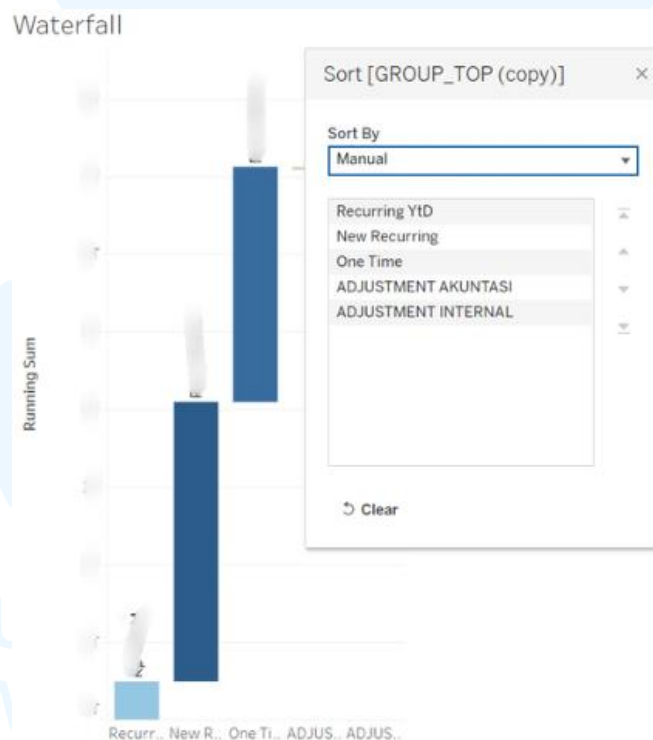 Waterfall
Sort [GROUP_TOP (copy)]
Sort By
Manual
Recurring YtD
New Recurring
One Time
ADJUSTMENT AKUNTASI
ADJUSTMENT INTERNAL
Clear
Running Sum
Recurr.. New R.. One Ti.. ADJUS.. ADJUS..